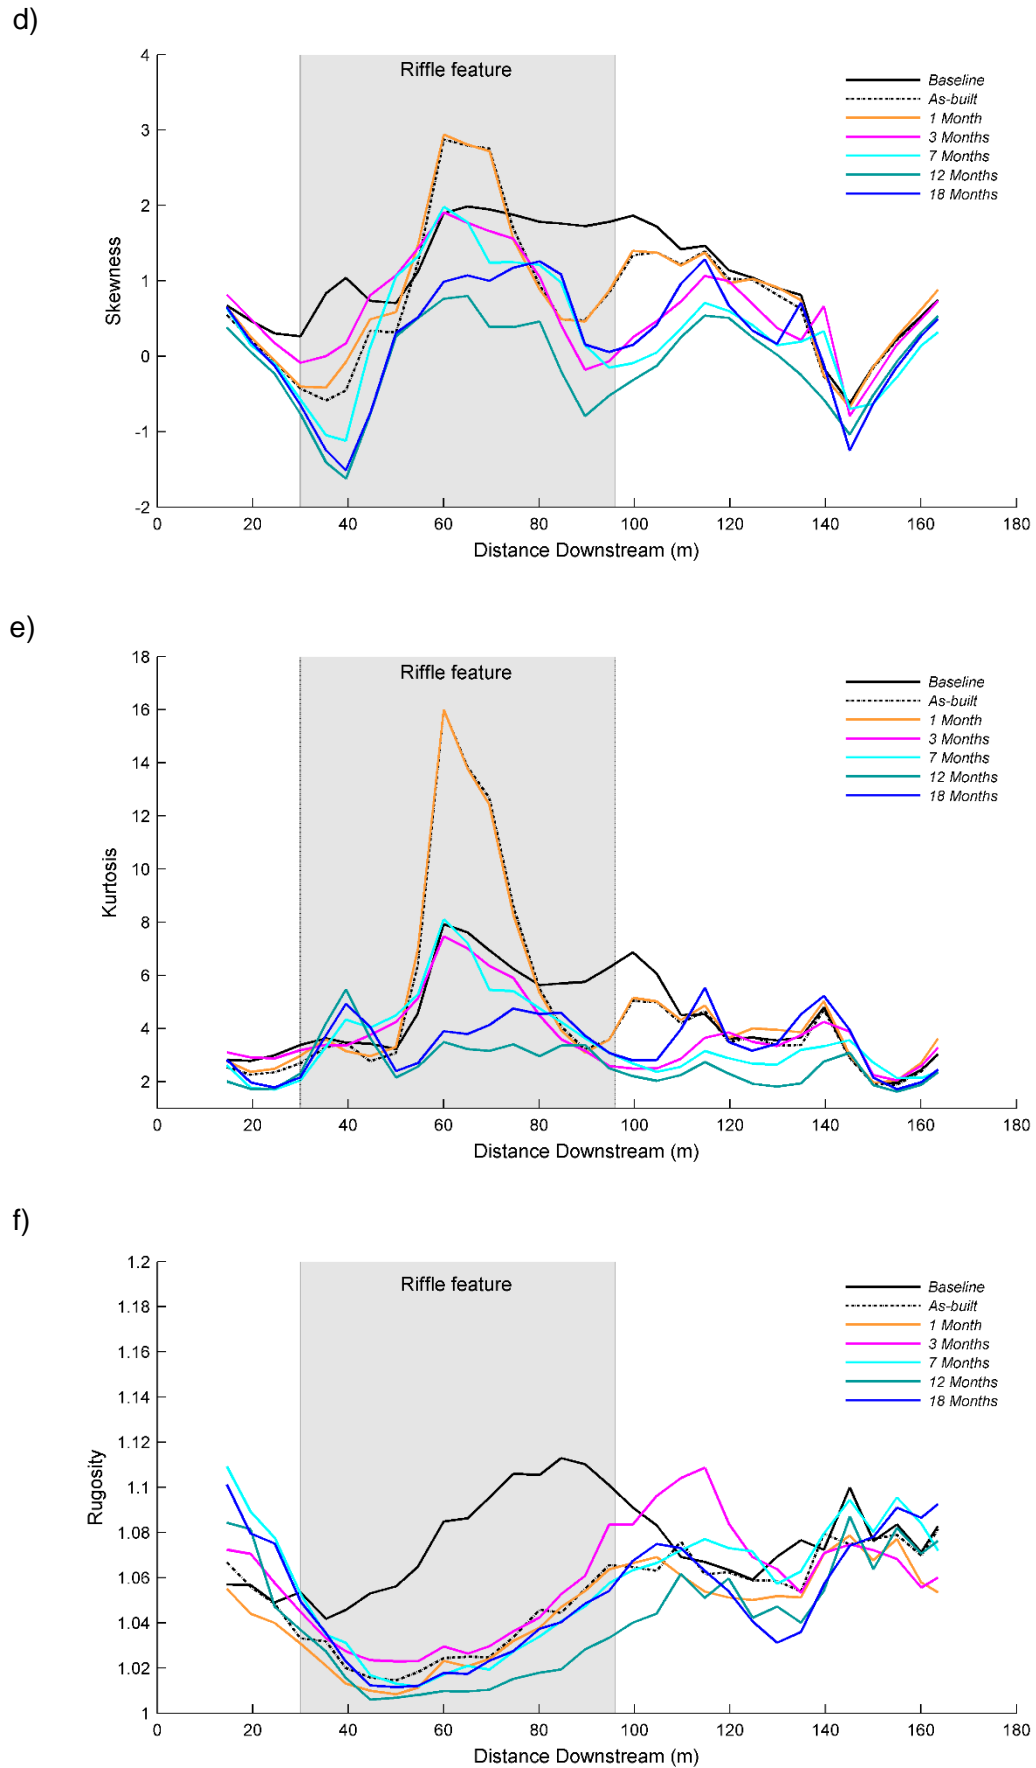 d)
Riffle feature
Baseline
As-built
1 Month
3 Months
7 Months
12 Months
18 Months
4
3
2
1
0
-1
-2
Skewness
0 20 40 60 80 100 120 140 160 180
Distance Downstream (m)
e)
Riffle feature
Baseline
As-built
1 Month
3 Months
7 Months
12 Months
18 Months
18
16
14
12
10
8
6
4
2
Kurtosis
0 20 40 60 80 100 120 140 160 180
Distance Downstream (m)
f)
Riffle feature
Baseline
As-built
1 Month
3 Months
7 Months
12 Months
18 Months
1.2
1.18
1.16
1.14
1.12
1.1
1.08
1.06
1.04
1.02
1
Rugosity
0 20 40 60 80 100 120 140 160 180
Distance Downstream (m)